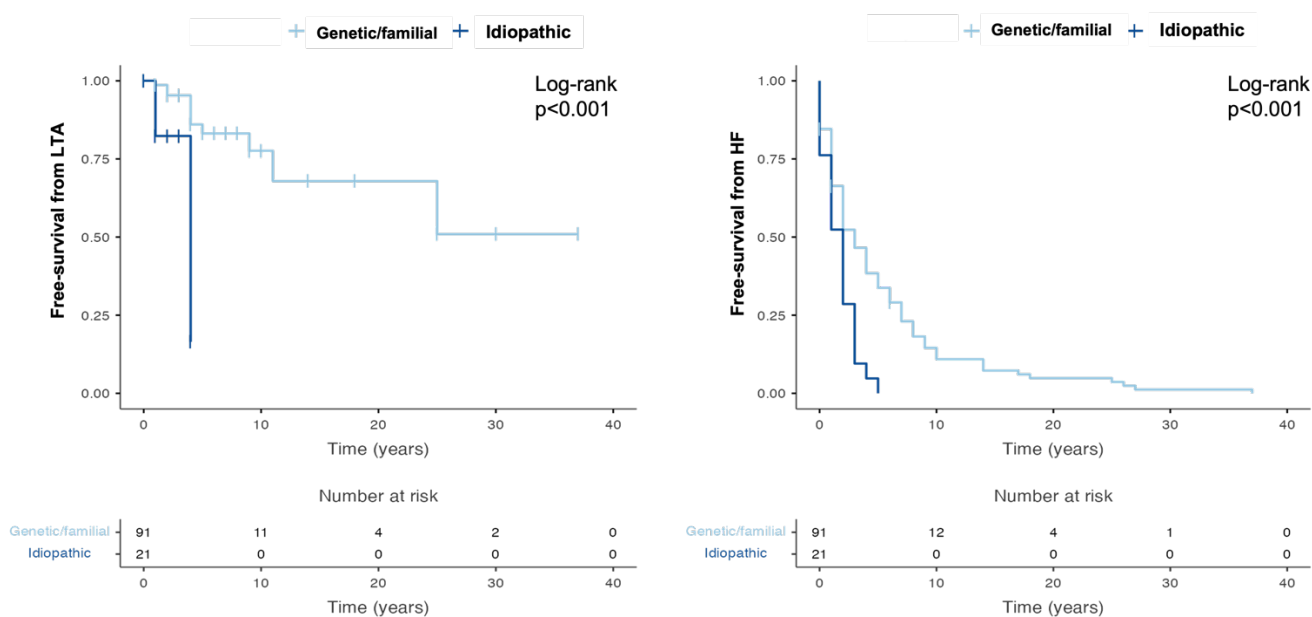 Genetic/familial Idiopathic
Log-rank
p<0.001
Free-survival from LTA
1.00
0.75
0.50
0.25
0.00
0 10 20 30 40
Time (years)
Number at risk
Genetic/familial 91 11 4 2 0
Idiopathic 21 0 0 0 0
0 10 20 30 40
Time (years)
Genetic/familial Idiopathic
Log-rank
p<0.001
Free-survival from HF
1.00
0.75
0.50
0.25
0.00
0 10 20 30 40
Time (years)
Number at risk
Genetic/familial 91 12 4 1 0
Idiopathic 21 0 0 0 0
0 10 20 30 40
Time (years)